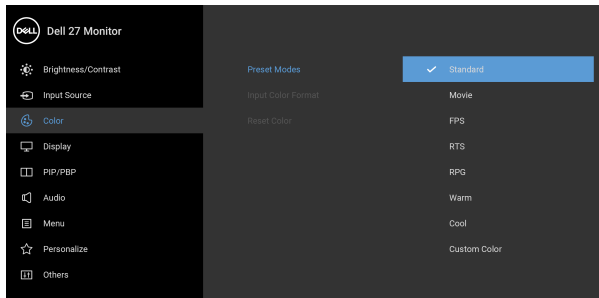 DELL Dell 27 Monitor
Brightness/Contrast Preset Modes Standard
Input Source Input Color Format Movie
Color Reset Color FPS
Display RTS
PIP/PBP RPG
Audio Warm
Menu Cool
Personalize Custom Color
Others